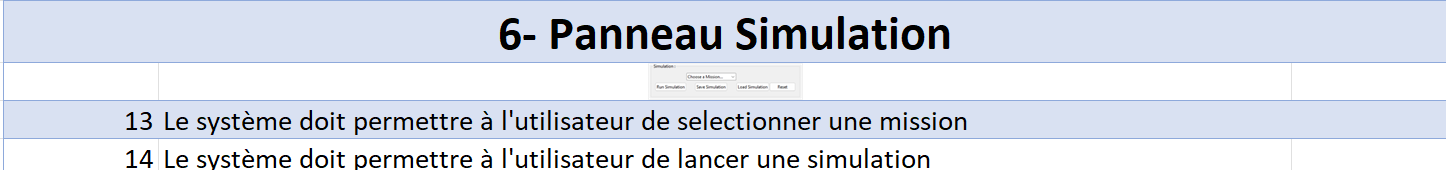 6- Panneau Simulation
Simulation :
Choose a Mission...
Run Simulation Save Simulation Load Simulation Reset
13 Le système doit permettre à l'utilisateur de selectionner une mission
14 Le système doit permettre à l'utilisateur de lancer une simulation